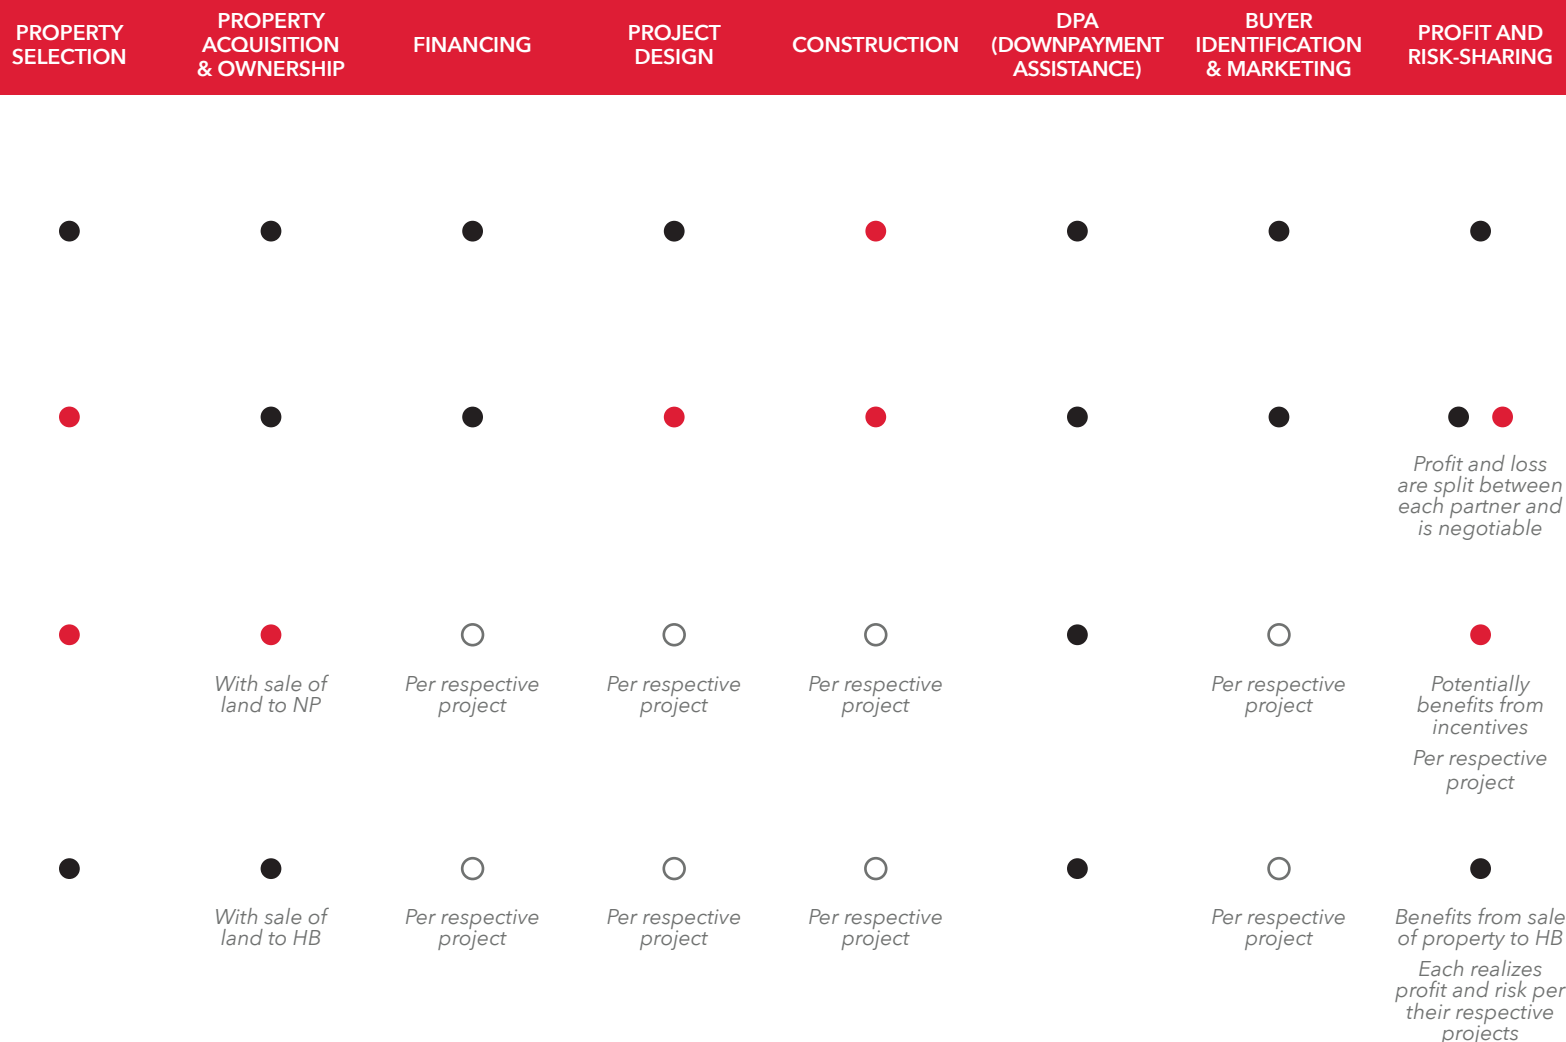 PROPERTY
SELECTION
PROPERTY
ACQUISITION
& OWNERSHIP
FINANCING
PROJECT
DESIGN
CONSTRUCTION
DPA
(DOWNPAYMENT
ASSISTANCE)
BUYER
IDENTIFICATION
& MARKETING
PROFIT AND
RISK-SHARING
Profit and loss
are split between
each partner and
is negotiable
With sale of
land to NP
Per respective
project
Per respective
project
Per respective
project
Per respective
project
Potentially
benefits from
incentives
Per respective
project
With sale of
land to HB
Per respective
project
Per respective
project
Per respective
project
Per respective
project
Benefits from sale
of property to HB
Each realizes
profit and risk per
their respective
projects